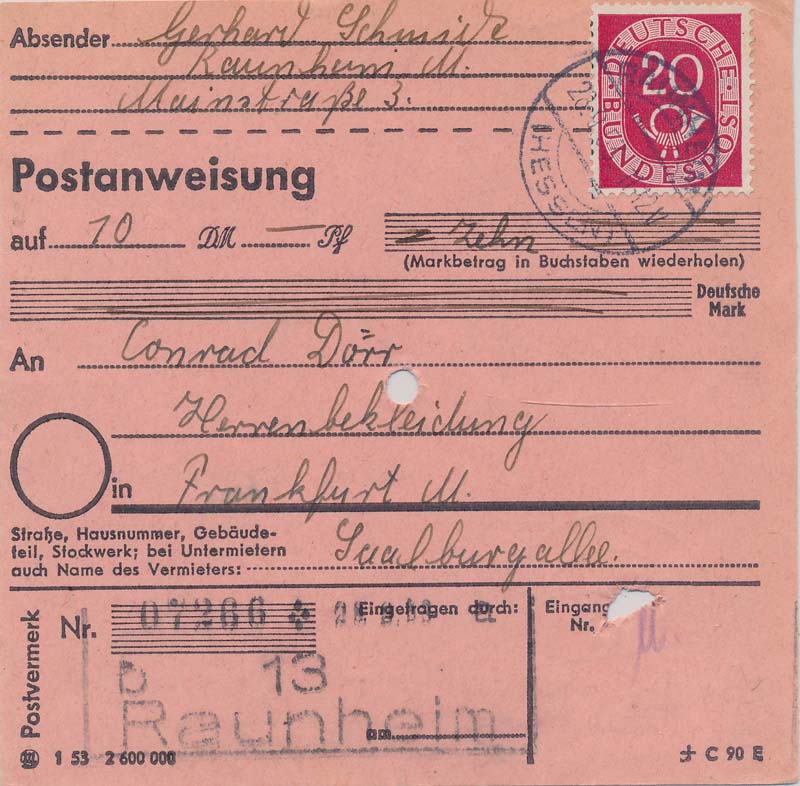 Absender Gerhard Schmidt
Raunheim M.
Mainstraße 3.
DEUTSCHE
20
BUNDESPOST
(HESSEN)
Postanweisung
auf 10 DM — Pf – Zehn –
(Markbetrag in Buchstaben wiederholen)
Deutsche
Mark
An Conrad Dörr
Herrenbekleidung
in Frankfurt M.
Straße, Hausnummer, Gebäude-
teil, Stockwerk; bei Untermietern
auch Name des Vermieters: Saalburgallee.
Postvermerk
Nr. 07266
Eingetragen durch:
Eingang
Nr.
b 13
Raunheim
am
1 53 2 600 000
C 90 E